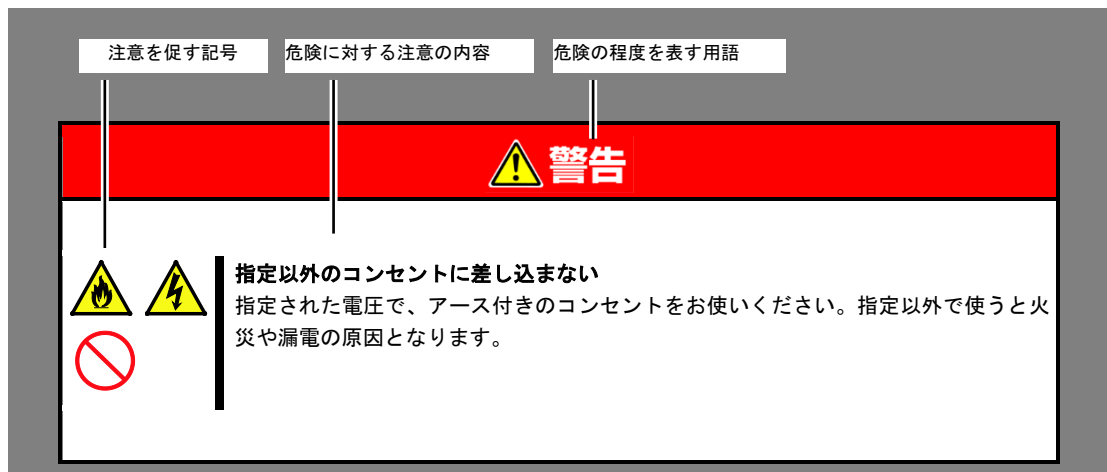 注意を促す記号
危険に対する注意の内容
危険の程度を表す用語
警告
指定以外のコンセントに差し込まない
指定された電圧で、アース付きのコンセントをお使いください。指定以外で使うと火
災や漏電の原因となります。